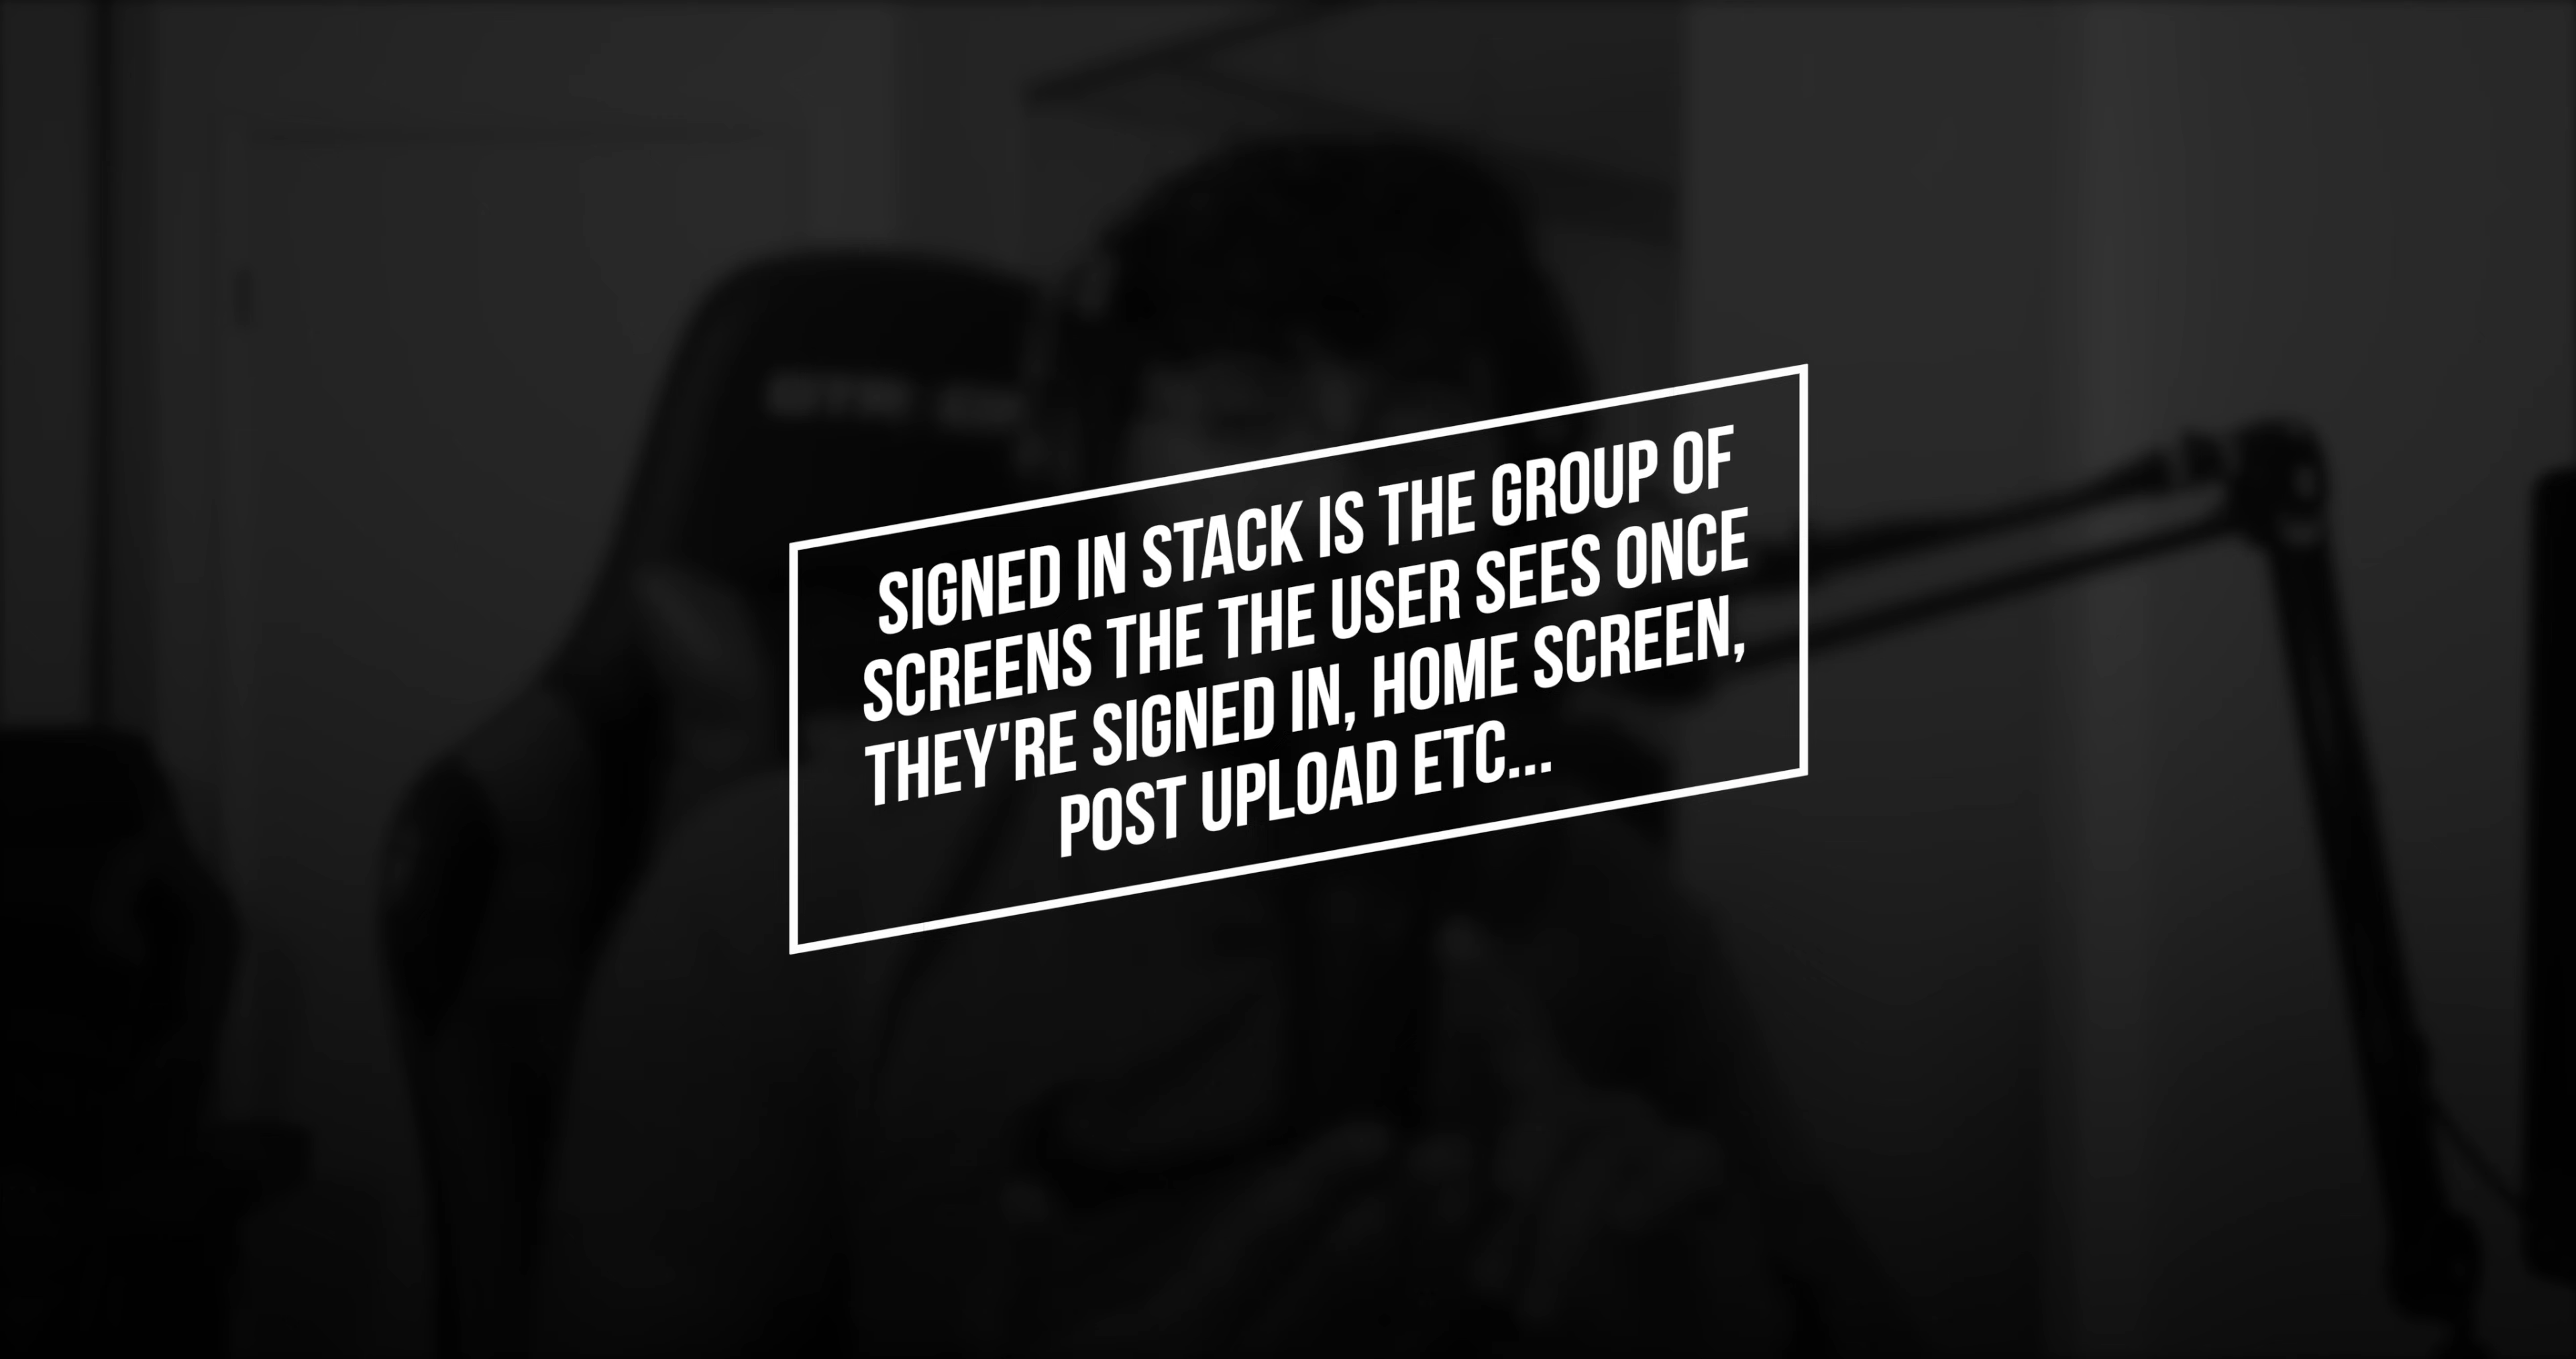 SIGNED IN STACK IS THE GROUP OF
SCREENS THE THE USER SEES ONCE
THEY'RE SIGNED IN, HOME SCREEN,
POST UPLOAD ETC...